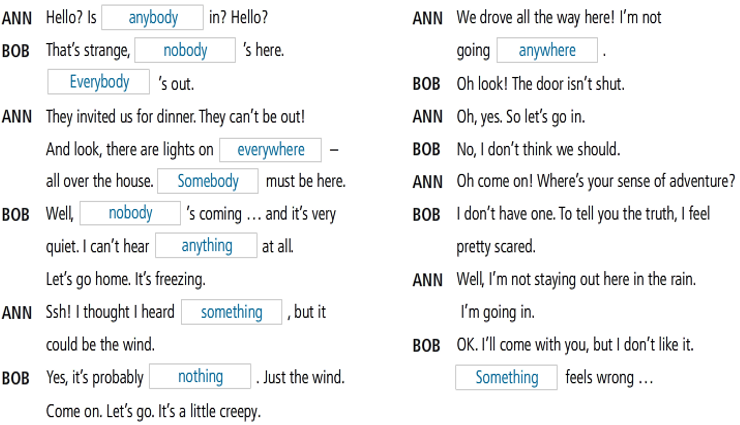 ANN Hello? Is anybody in? Hello?
BOB That's strange, nobody 's here.
Everybody 's out.
ANN They invited us for dinner. They can't be out!
And look, there are lights on everywhere –
all over the house. Somebody must be here.
BOB Well, nobody 's coming … and it's very
quiet. I can't hear anything at all.
Let's go home. It's freezing.
ANN Ssh! I thought I heard something , but it
could be the wind.
BOB Yes, it's probably nothing . Just the wind.
Come on. Let's go. It's a little creepy.
ANN We drove all the way here! I'm not
going anywhere .
BOB Oh look! The door isn't shut.
ANN Oh, yes. So let's go in.
BOB No, I don't think we should.
ANN Oh come on! Where's your sense of adventure?
BOB I don't have one. To tell you the truth, I feel
pretty scared.
ANN Well, I'm not staying out here in the rain.
I'm going in.
BOB OK. I'll come with you, but I don't like it.
Something feels wrong …